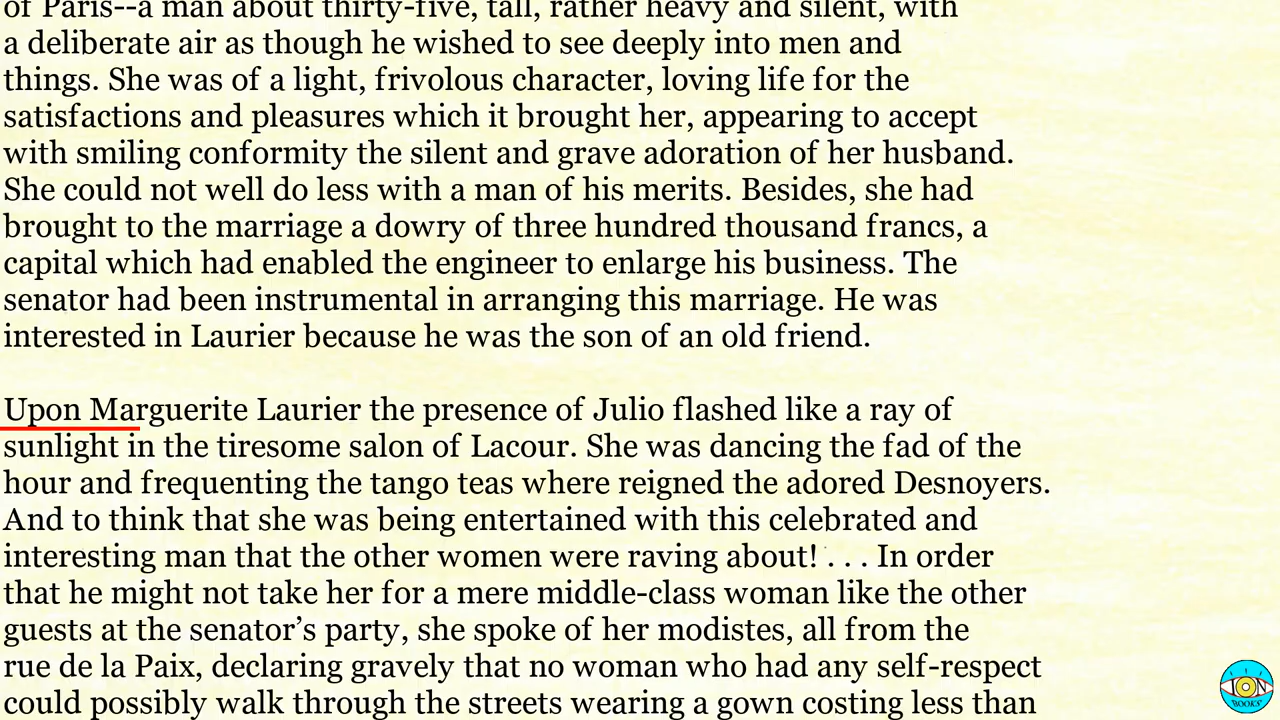 of Paris--a man about thirty-five, tall, rather heavy and silent, with
a deliberate air as though he wished to see deeply into men and
things. She was of a light, frivolous character, loving life for the
satisfactions and pleasures which it brought her, appearing to accept
with smiling conformity the silent and grave adoration of her husband.
She could not well do less with a man of his merits. Besides, she had
brought to the marriage a dowry of three hundred thousand francs, a
capital which had enabled the engineer to enlarge his business. The
senator had been instrumental in arranging this marriage. He was
interested in Laurier because he was the son of an old friend.
Upon Marguerite Laurier the presence of Julio flashed like a ray of
sunlight in the tiresome salon of Lacour. She was dancing the fad of the
hour and frequenting the tango teas where reigned the adored Desnoyers.
And to think that she was being entertained with this celebrated and
interesting man that the other women were raving about! . . . In order
that he might not take her for a mere middle-class woman like the other
guests at the senator’s party, she spoke of her modistes, all from the
rue de la Paix, declaring gravely that no woman who had any self-respect
could possibly walk through the streets wearing a gown costing less than
ION
BOOKS